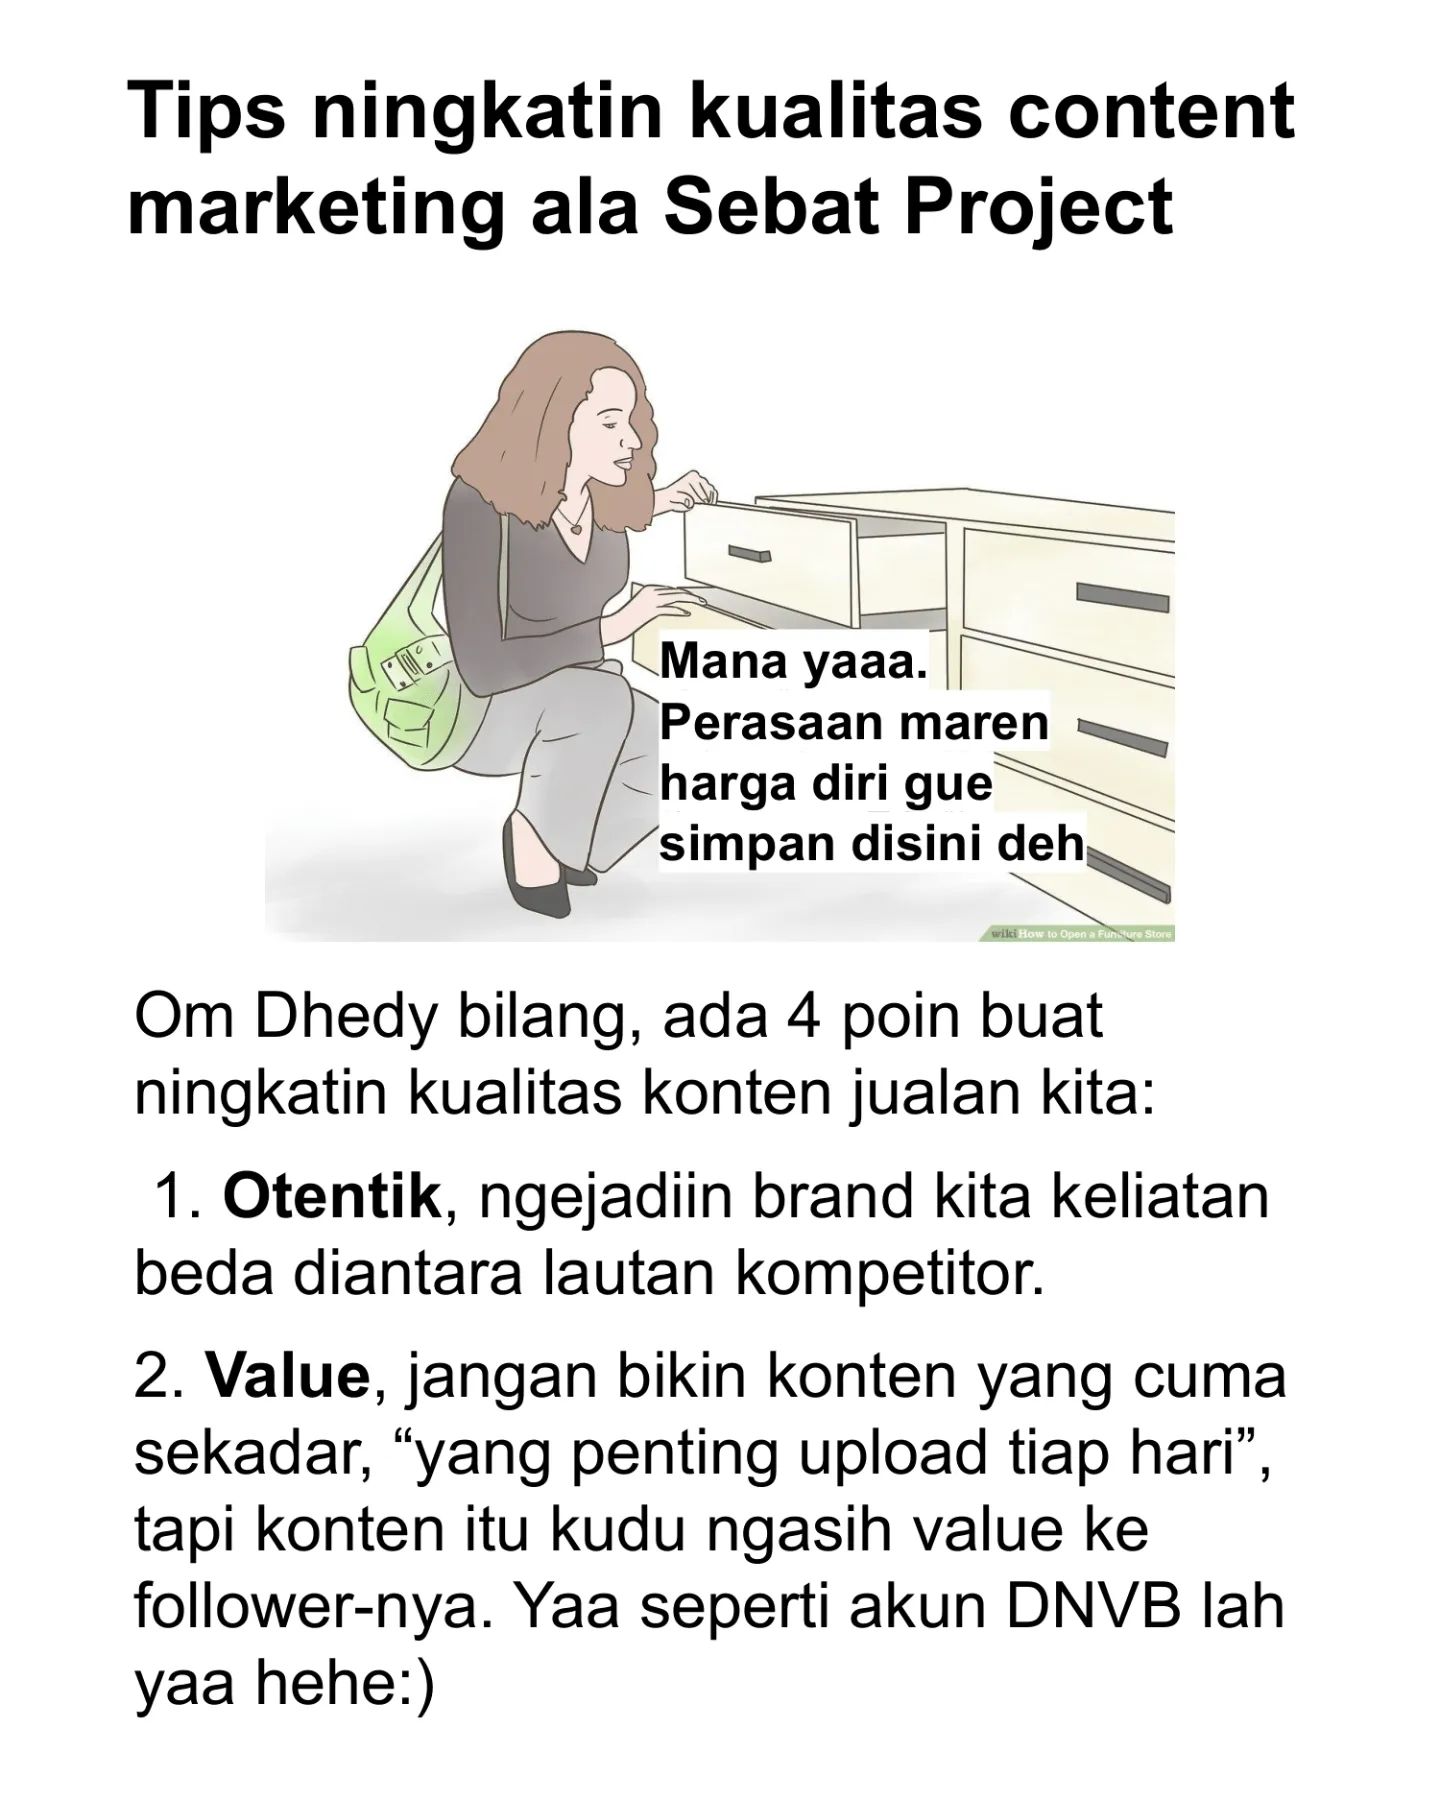 Tips ningkatin kualitas content
marketing ala Sebat Project
Mana yaaa.
Perasaan maren
harga diri gue
simpan disini deh
wikiHow to Open a Furniture Store
Om Dhedy bilang, ada 4 poin buat
ningkatin kualitas konten jualan kita:
1. Otentik, ngejadiin brand kita keliatan
beda diantara lautan kompetitor.
2. Value, jangan bikin konten yang cuma
sekadar, “yang penting upload tiap hari”,
tapi konten itu kudu ngasih value ke
follower-nya. Yaa seperti akun DNVB lah
yaa hehe:)